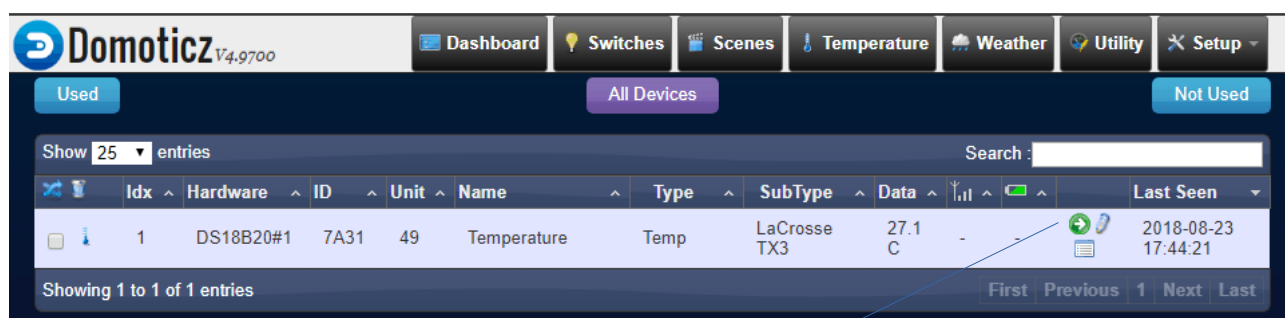 Domoticz V4.9700 Dashboard Switches Scenes Temperature Weather Utility Setup
Used All Devices Not Used
Show 25 entries Search :
Idx Hardware ID Unit Name Type SubType Data Last Seen
1 DS18B20#1 7A31 49 Temperature Temp LaCrosse TX3 27.1 C - - 2018-08-23 17:44:21
Showing 1 to 1 of 1 entries First Previous 1 Next Last